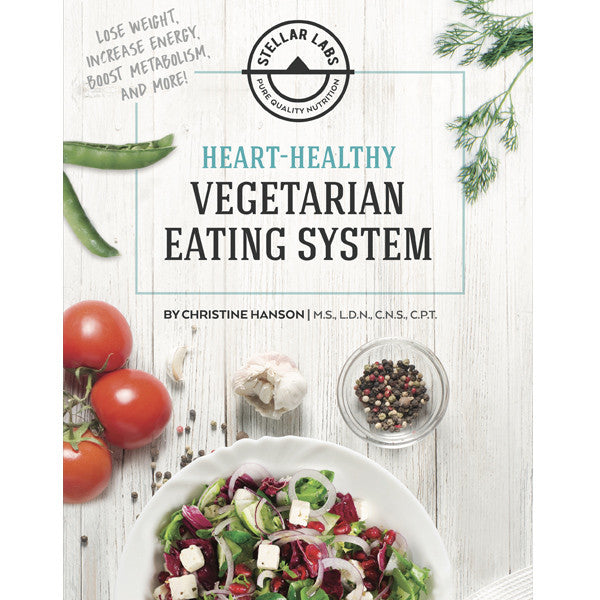 LOSE WEIGHT,
INCREASE ENERGY,
BOOST METABOLISM,
AND MORE!
STELLAR LABS
PURE QUALITY NUTRITION
HEART-HEALTHY
VEGETARIAN
EATING SYSTEM
BY CHRISTINE HANSON | M.S., L.D.N., C.N.S., C.P.T.